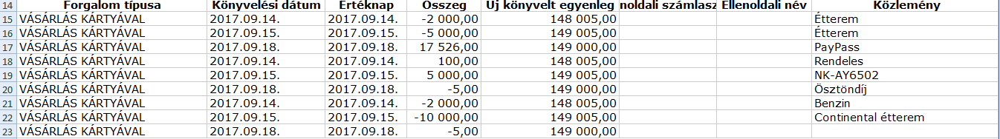 14 Forgalom típusa Könyvelési dátum Értéknap Összeg Új könyvelt egyenleg noldali számlasz Ellenoldali név Közlemény
15 VÁSÁRLÁS KÁRTYÁVAL 2017.09.14. 2017.09.14. -2 000,00 148 005,00 Étterem
16 VÁSÁRLÁS KÁRTYÁVAL 2017.09.15. 2017.09.15. -5 000,00 149 005,00 Étterem
17 VÁSÁRLÁS KÁRTYÁVAL 2017.09.18. 2017.09.18. 17 526,00 149 000,00 PayPass
18 VÁSÁRLÁS KÁRTYÁVAL 2017.09.14. 2017.09.14. 100,00 148 005,00 Rendeles
19 VÁSÁRLÁS KÁRTYÁVAL 2017.09.15. 2017.09.15. 5 000,00 149 005,00 NK-AY6502
20 VÁSÁRLÁS KÁRTYÁVAL 2017.09.18. 2017.09.18. -5,00 149 000,00 Ösztöndíj
21 VÁSÁRLÁS KÁRTYÁVAL 2017.09.14. 2017.09.14. -2 000,00 148 005,00 Benzin
22 VÁSÁRLÁS KÁRTYÁVAL 2017.09.15. 2017.09.15. -10 000,00 149 005,00 Continental étterem
23 VÁSÁRLÁS KÁRTYÁVAL 2017.09.18. 2017.09.18. -5,00 149 000,00